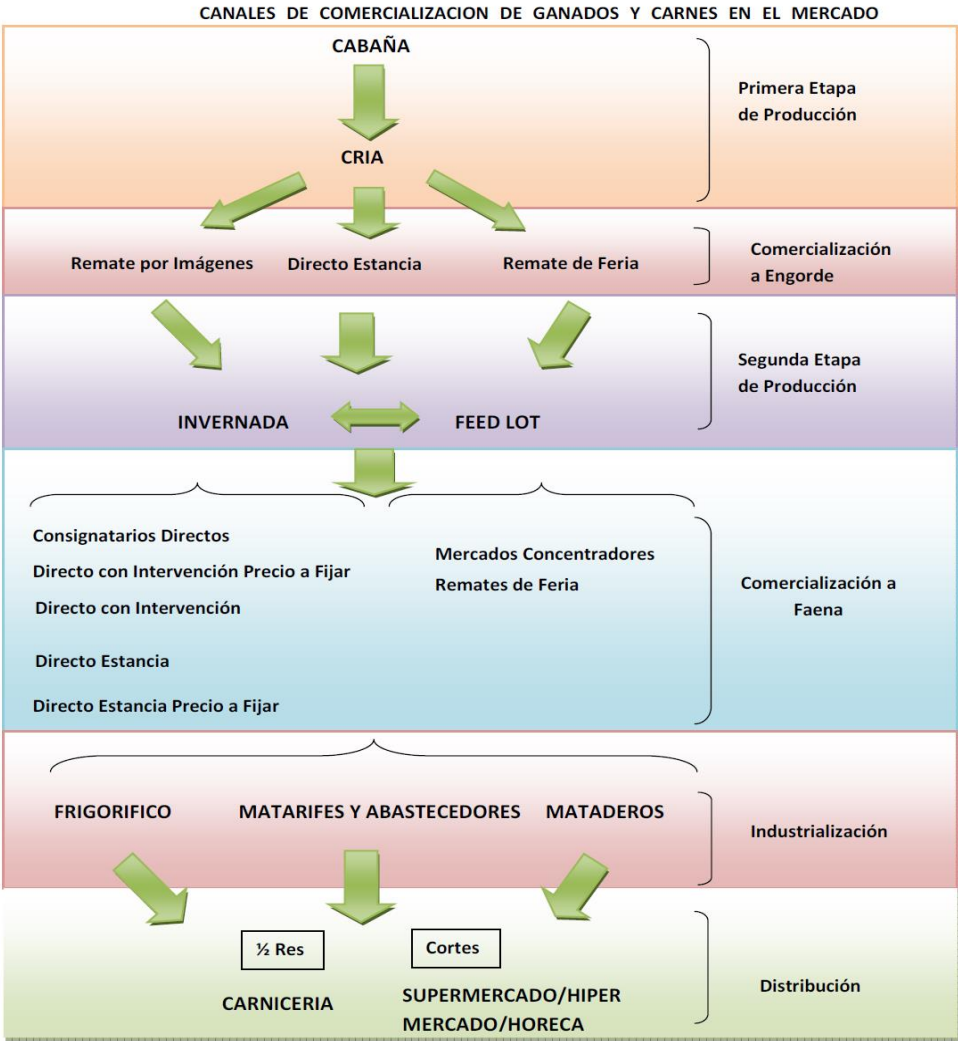 CANALES DE COMERCIALIZACION DE GANADOS Y CARNES EN EL MERCADO
CABAÑA
Primera Etapa
de Producción
CRIA
Remate por Imágenes
Directo Estancia
Remate de Feria
Comercialización
a Engorde
Segunda Etapa
de Producción
INVERNADA
FEED LOT
Consignatarios Directos
Directo con Intervención Precio a Fijar
Directo con Intervención
Directo Estancia
Directo Estancia Precio a Fijar
Mercados Concentradores
Remates de Feria
Comercialización a
Faena
FRIGORIFICO
MATARIFES Y ABASTECEDORES
MATADEROS
Industrialización
½ Res
Cortes
CARNICERIA
SUPERMERCADO/HIPER
MERCADO/HORECA
Distribución